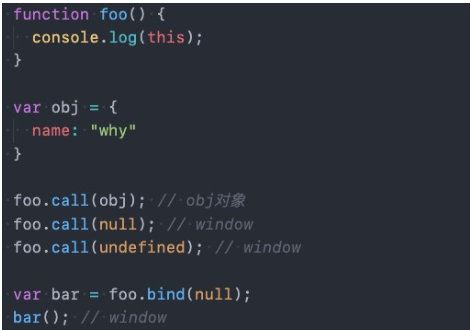 function foo() {
  console.log(this);
}

var obj = {
  name: "why"
}

foo.call(obj); // obj对象
foo.call(null); // window
foo.call(undefined); // window

var bar = foo.bind(null);
bar(); // window